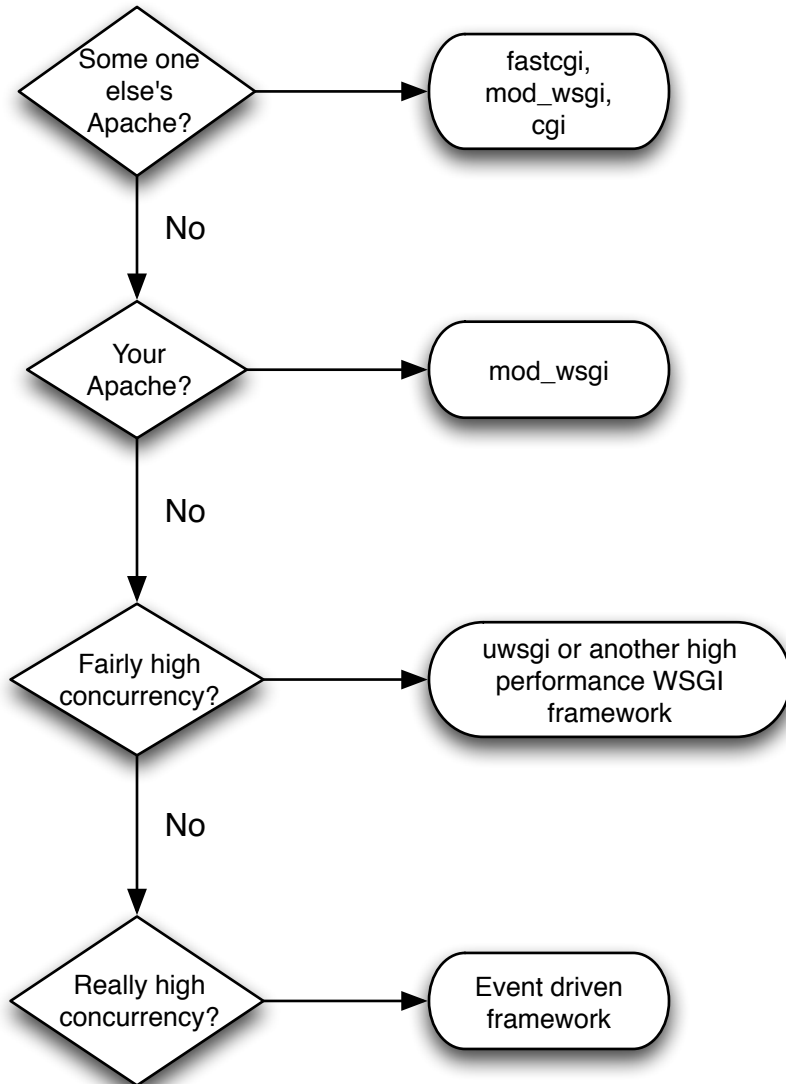 Some one
else's
Apache?
fastcgi,
mod_wsgi,
cgi
No
Your
Apache?
mod_wsgi
No
Fairly high
concurrency?
uwsgi or another high
performance WSGI
framework
No
Really high
concurrency?
Event driven
framework